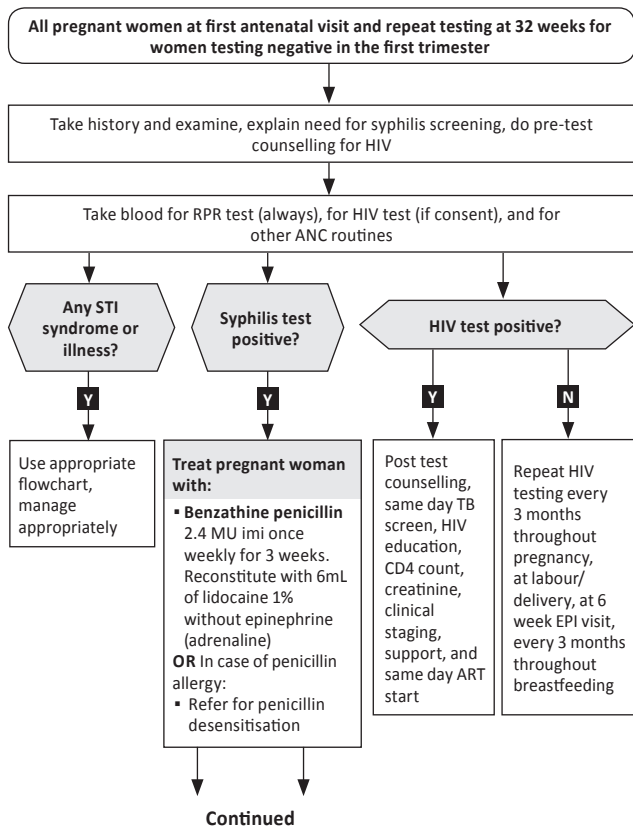 All pregnant women at first antenatal visit and repeat testing at 32 weeks for
women testing negative in the first trimester
Take history and examine, explain need for syphilis screening, do pre-test
counselling for HIV
Take blood for RPR test (always), for HIV test (if consent), and for
other ANC routines
Any STI
syndrome or
illness?
Y
Use appropriate
flowchart,
manage
appropriately
Syphilis test
positive?
Y
Treat pregnant woman
with:
▪ Benzathine penicillin
2.4 MU imi once
weekly for 3 weeks.
Reconstitute with 6mL
of lidocaine 1%
without epinephrine
(adrenaline)
OR In case of penicillin
allergy:
▪ Refer for penicillin
desensitisation
HIV test positive?
Y
Post test
counselling,
same day TB
screen, HIV
education,
CD4 count,
creatinine,
clinical
staging,
support, and
same day ART
start
N
Repeat HIV
testing every
3 months
throughout
pregnancy,
at labour/
delivery, at 6
week EPI visit,
every 3 months
throughout
breastfeeding
Continued